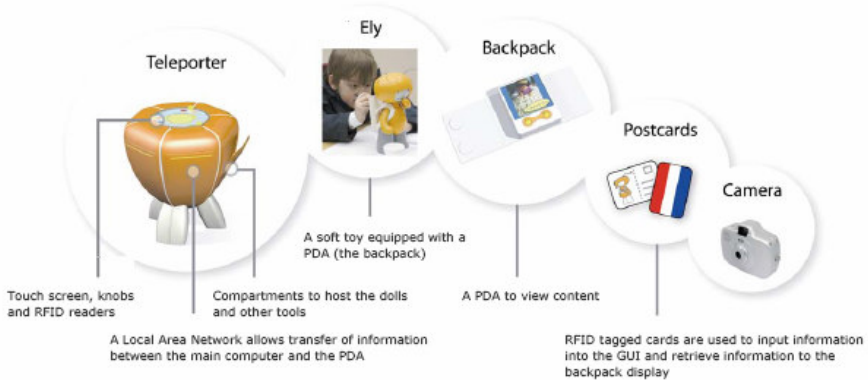 Teleporter
Ely
Backpack
Postcards
Camera
Touch screen, knobs
and RFID readers
A Local Area Network allows transfer of information
between the main computer and the PDA
Compartments to host the dolls
and other tools
A soft toy equipped with a
PDA (the backpack)
A PDA to view content
RFID tagged cards are used to input information
into the GUI and retrieve information to the
backpack display